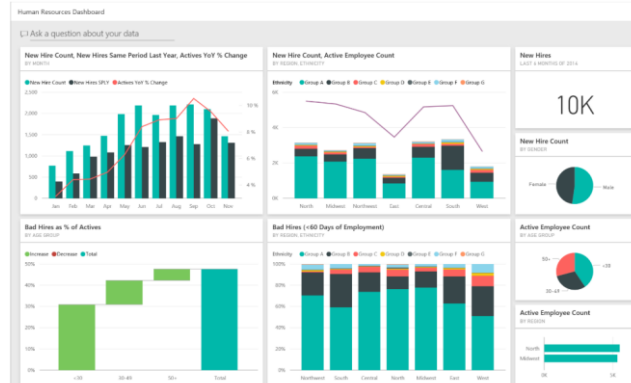 Human Resources Dashboard
Ask a question about your data
New Hire Count, New Hires Same Period Last Year, Actives YoY % Change
BY MONTH
New Hire Count New Hires SPLY Actives YoY % Change
2,500
2,000
1,500
1,000
500
0
10 %
8 %
6 %
4 %
Jan Feb Mar Apr May Jun Jul Aug Sep Oct Nov
New Hire Count, Active Employee Count
BY REGION, ETHNICITY
Ethnicity Group A Group B Group C Group D Group E Group F Group G
6K
4K
2K
0K
North Midwest Northwest East Central South West
New Hires
LAST 6 MONTHS OF 2014
10K
New Hire Count
BY GENDER
Female
Male
Bad Hires as % of Actives
BY AGE GROUP
Increase Decrease Total
50%
40%
30%
20%
10%
0%
<30 30-49 50+ Total
Bad Hires (<60 Days of Employment)
BY REGION, ETHNICITY
Ethnicity Group A Group B Group C Group D Group E Group F Group G
100%
80%
60%
40%
20%
0%
Northwest South Central North Midwest East West
Active Employee Count
BY AGE GROUP
50+
<30
30-49
Active Employee Count
BY REGION
North
Midwest
0K 5K